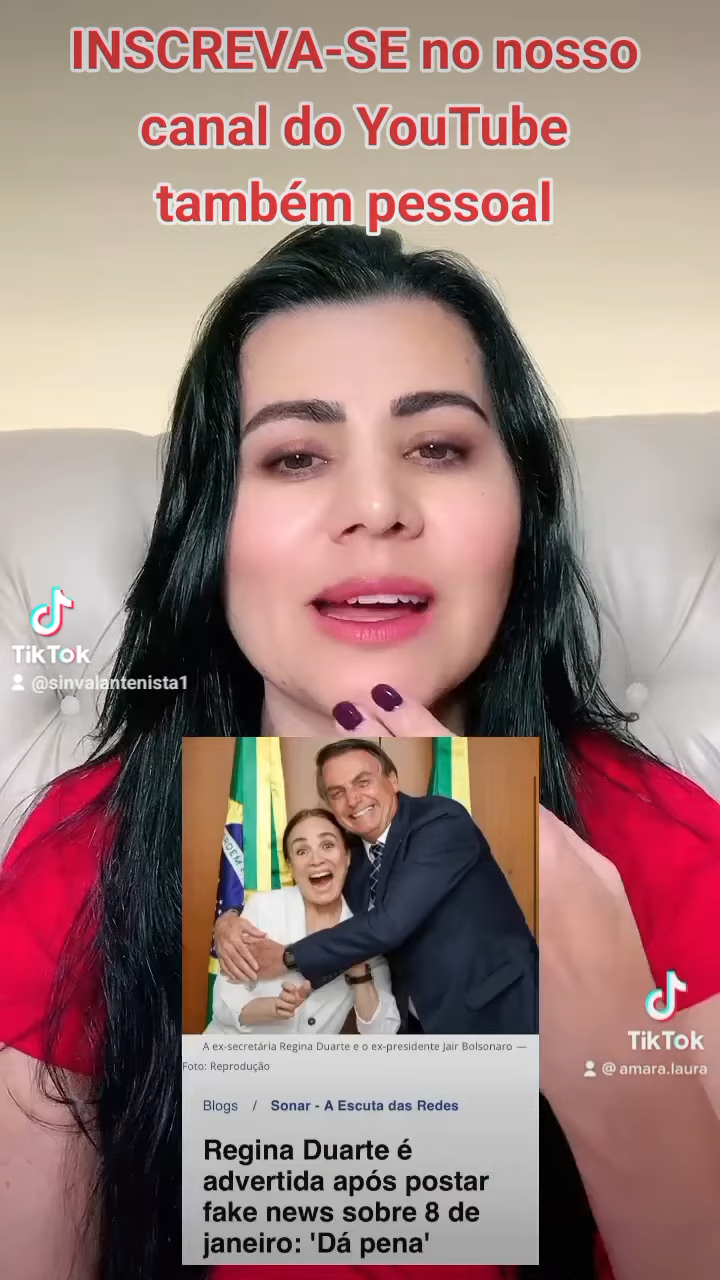 INSCREVA-SE no nosso
canal do YouTube
também pessoal
TikTok
@sinvalantenista1
TikTok
@amara.laura
A ex-secretária Regina Duarte e o ex-presidente Jair Bolsonaro —
Foto: Reprodução
Blogs / Sonar - A Escuta das Redes
Regina Duarte é
advertida após postar
fake news sobre 8 de
janeiro: 'Dá pena'